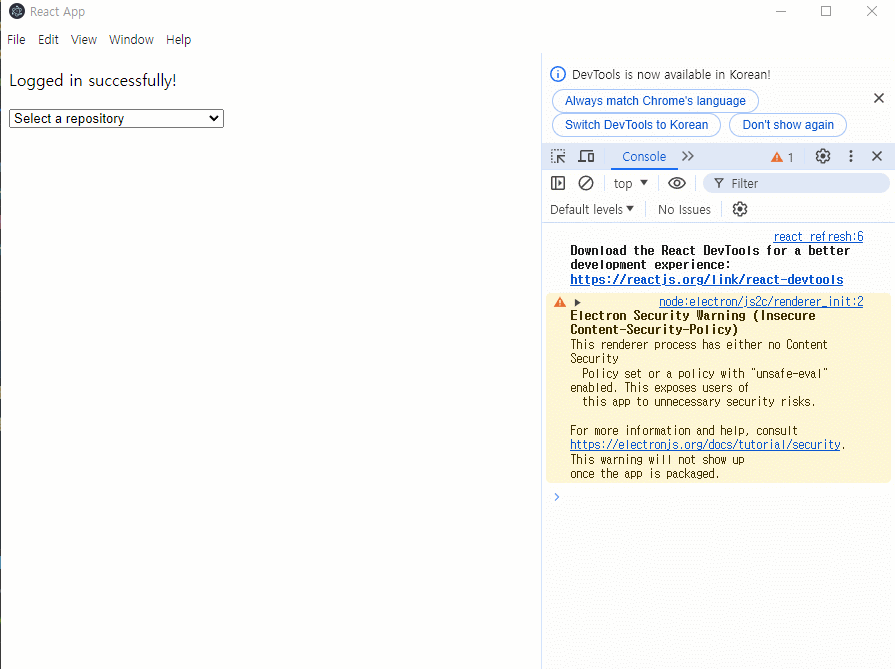 React App
File Edit View Window Help
Logged in successfully!
Select a repository
DevTools is now available in Korean!
Always match Chrome's language
Switch DevTools to Korean Don't show again
Console 1
top Filter
Default levels No Issues
react refresh:6
Download the React DevTools for a better
development experience:
https://reactjs.org/link/react-devtools
node:electron/js2c/renderer_init:2
Electron Security Warning (Insecure
Content-Security-Policy)
This renderer process has either no Content
Security
Policy set or a policy with "unsafe-eval"
enabled. This exposes users of
this app to unnecessary security risks.
For more information and help, consult
https://electronjs.org/docs/tutorial/security.
This warning will not show up
once the app is packaged.